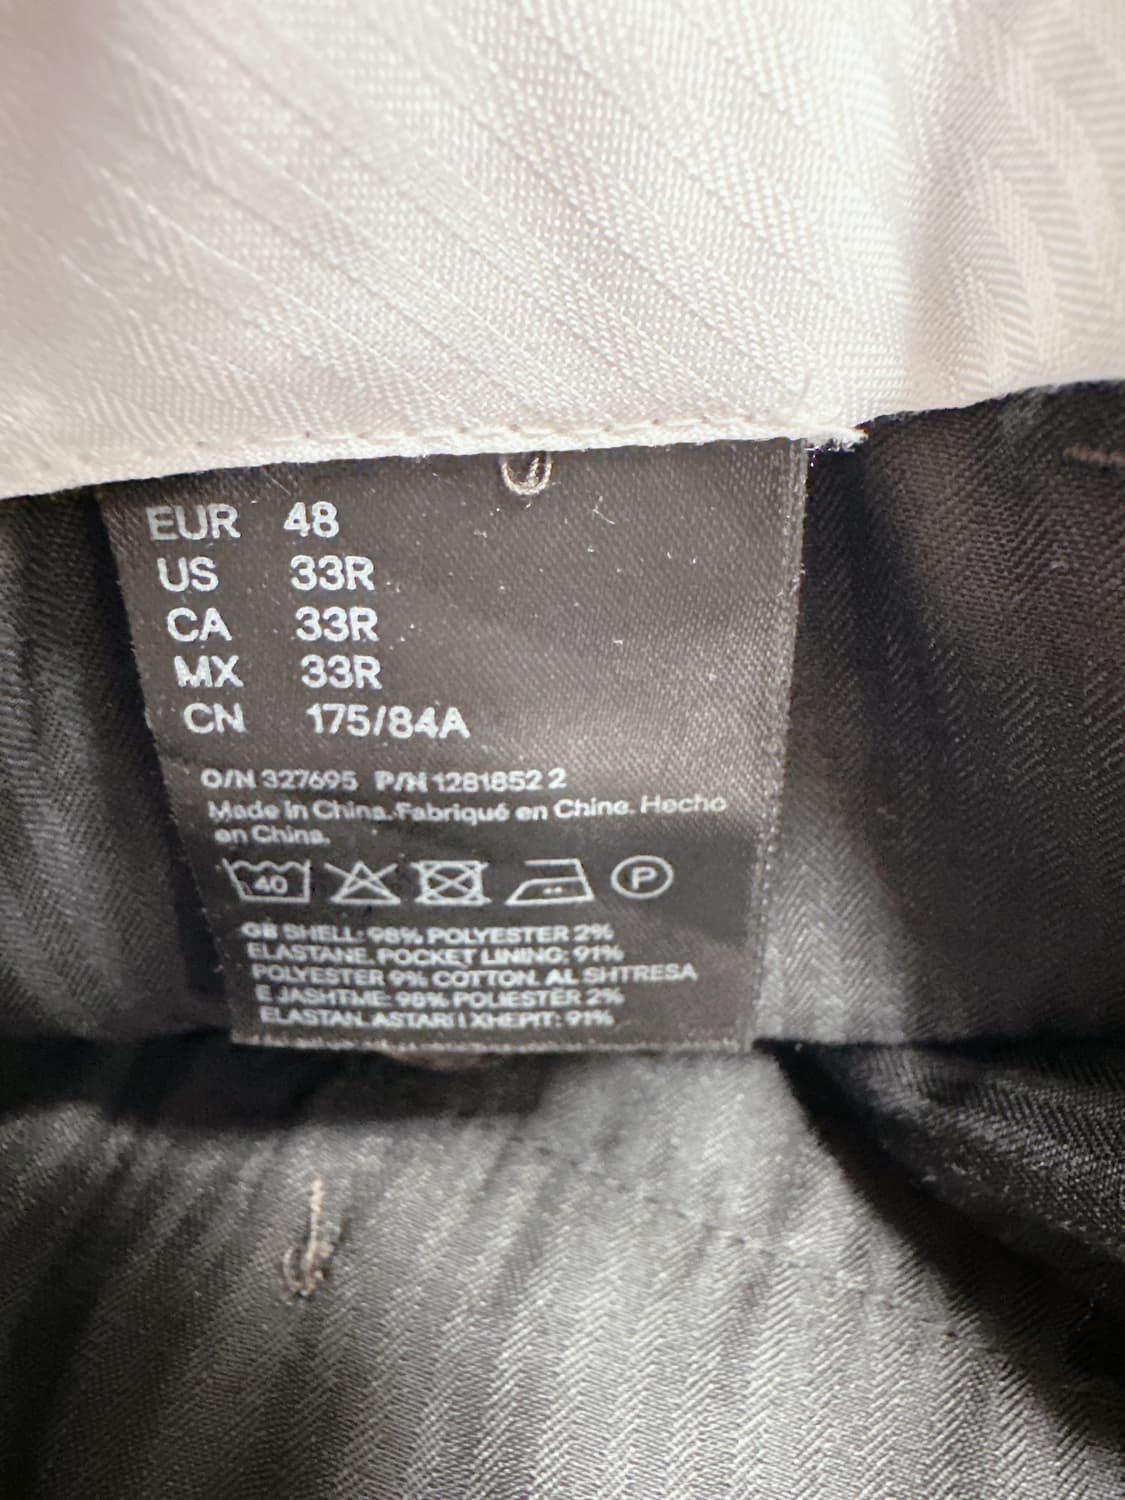 EUR 48
US 33R
CA 33R
MX 33R
CN 175/84A
O/N 327695 P/N 1281852 2
Made in China. Fabriqué en Chine. Hecho
en China.
40 P
GB SHELL: 98% POLYESTER 2%
ELASTANE. POCKET LINING: 91%
POLYESTER 9% COTTON. AL SHTRESA
E JASHTME: 98% POLIESTER 2%
ELASTAN. ASTARI I XHEPIT: 91%